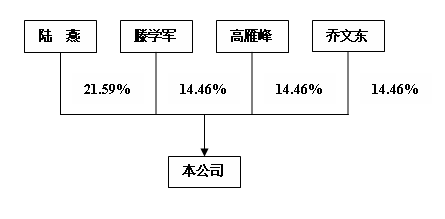 陆 燕 滕学军 高雁峰 乔文东
21.59% 14.46% 14.46% 14.46%
本公司